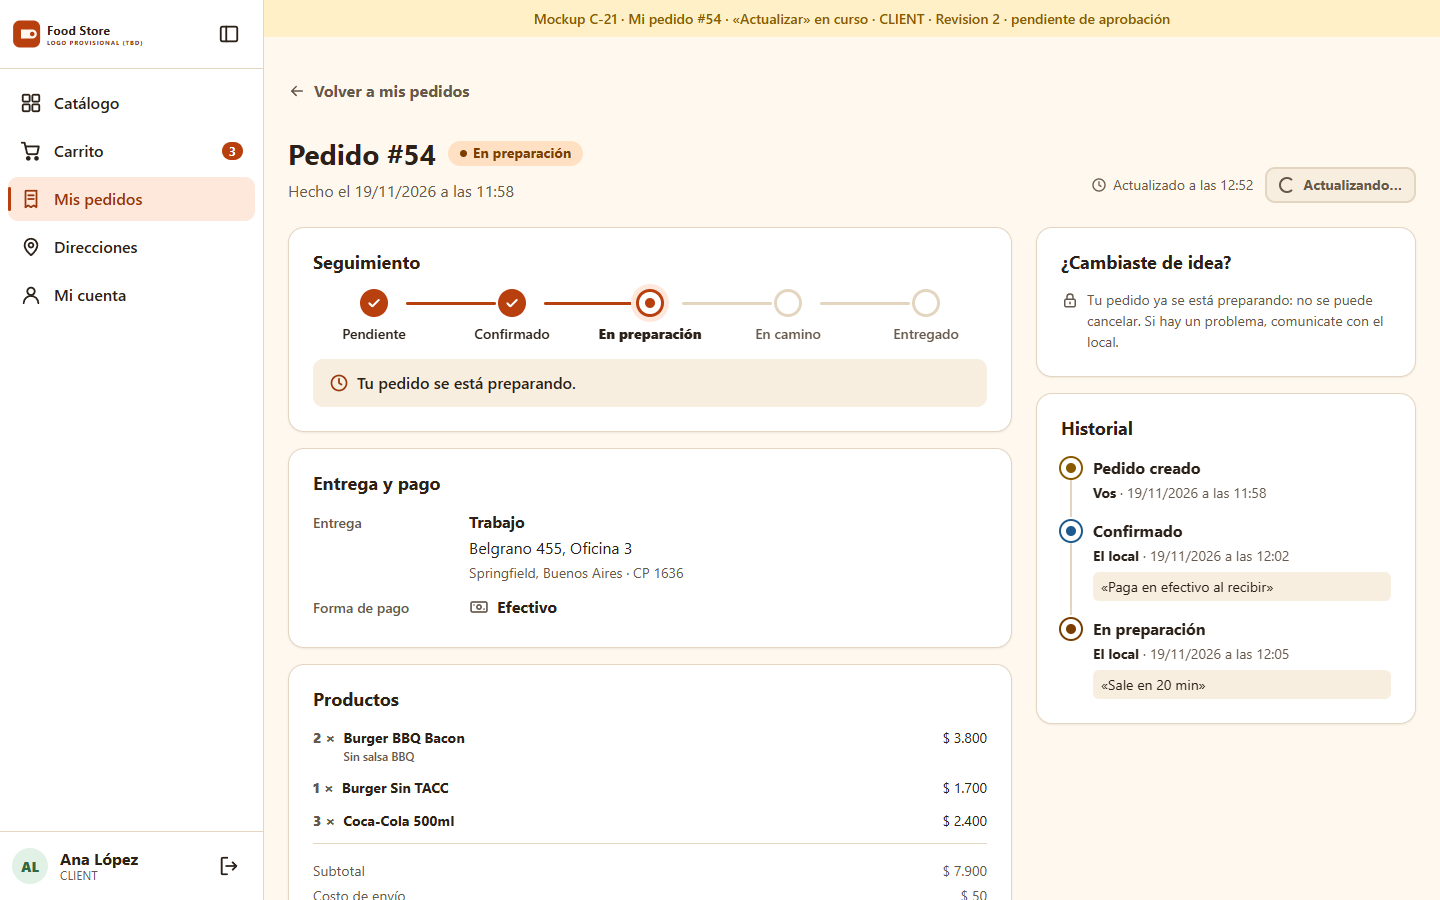 Mockup C-21 · Mi pedido #54 · «Actualizar» en curso · CLIENT · Revision 2 · pendiente de aprobación
Food Store
LOGO PROVISIONAL (TBD)
Catálogo
Carrito
3
Mis pedidos
Direcciones
Mi cuenta
AL
Ana López
CLIENT
Volver a mis pedidos
Pedido #54
En preparación
Hecho el 19/11/2026 a las 11:58
Actualizado a las 12:52
Actualizando...
Seguimiento
Pendiente
Confirmado
En preparación
En camino
Entregado
Tu pedido se está preparando.
Entrega y pago
Entrega
Trabajo
Belgrano 455, Oficina 3
Springfield, Buenos Aires · CP 1636
Forma de pago
Efectivo
Productos
2 × Burger BBQ Bacon $ 3.800
Sin salsa BBQ
1 × Burger Sin TACC $ 1.700
3 × Coca-Cola 500ml $ 2.400
Subtotal $ 7.900
Costo de envío $ 50
¿Cambiaste de idea?
Tu pedido ya se está preparando: no se puede
cancelar. Si hay un problema, comunicate con el
local.
Historial
Pedido creado
Vos · 19/11/2026 a las 11:58
Confirmado
El local · 19/11/2026 a las 12:02
«Paga en efectivo al recibir»
En preparación
El local · 19/11/2026 a las 12:05
«Sale en 20 min»